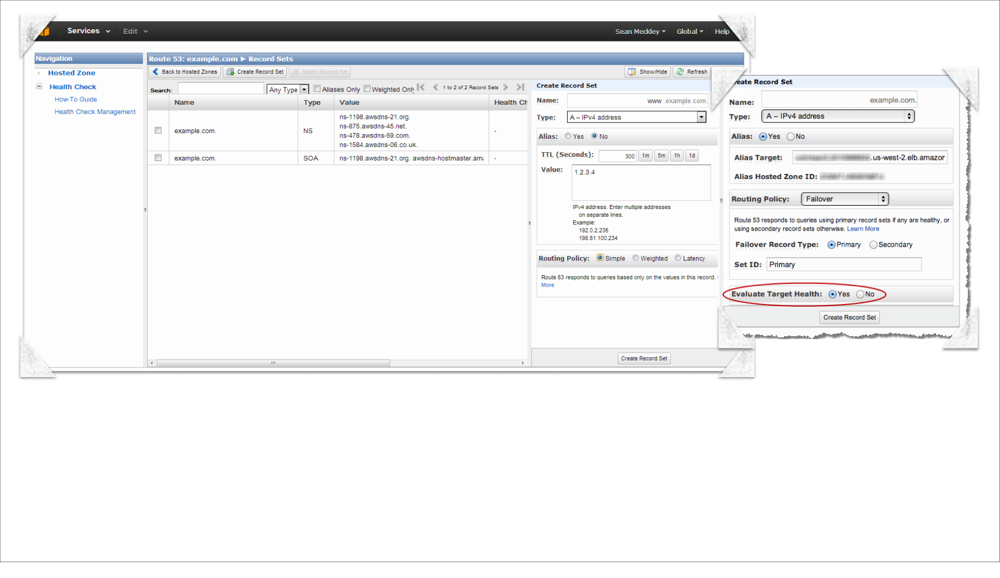 Services Edit Sean Meckley Global Help
Navigation
Hosted Zone
Health Check
How-To Guide
Health Check Management
Route 53: example.com ▶ Record Sets
Back to Hosted Zones Create Record Set Delete Record Set Show/Hide Refresh
Search: Any Type Aliases Only Weighted Only 1 to 2 of 2 Record Sets
Name Type Value Health Ch
example.com. NS ns-1198.awsdns-21.org. -
ns-875.awsdns-45.net.
ns-478.awsdns-59.com.
ns-1584.awsdns-06.co.uk.
example.com. SOA ns-1198.awsdns-21.org. awsdns-hostmaster.ama -
Create Record Set
Name: www .example.com.
Type: A – IPv4 address
Alias: Yes No
TTL (Seconds): 300 1m 5m 1h 1d
Value: 1.2.3.4
IPv4 address. Enter multiple addresses
on separate lines.
Example:
192.0.2.235
198.51.100.234
Routing Policy: Simple Weighted Latency
Route 53 responds to queries based only on the values in this record.
More
Create Record Set
reate Record Set
Name: example.com.
Type: A – IPv4 address
Alias: Yes No
Alias Target: .us-west-2.elb.amazor
Alias Hosted Zone ID:
Routing Policy: Failover
Route 53 responds to queries using primary record sets if any are healthy, or
using secondary record sets otherwise. Learn More
Failover Record Type: Primary Secondary
Set ID: Primary
Evaluate Target Health: Yes No
Create Record Set